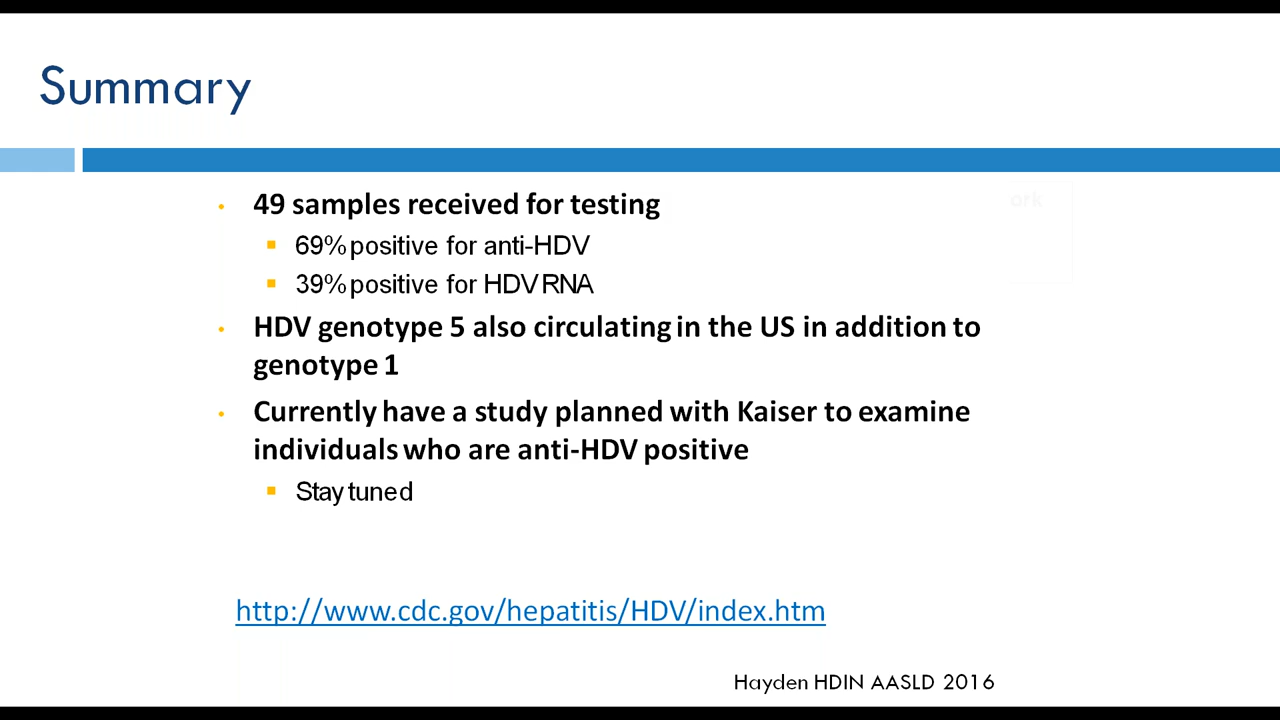 Summary
49 samples received for testing
69% positive for anti-HDV
39% positive for HDV RNA
HDV genotype 5 also circulating in the US in addition to
genotype 1
Currently have a study planned with Kaiser to examine
individuals who are anti-HDV positive
Stay tuned
http://www.cdc.gov/hepatitis/HDV/index.htm
Hayden HDIN AASLD 2016